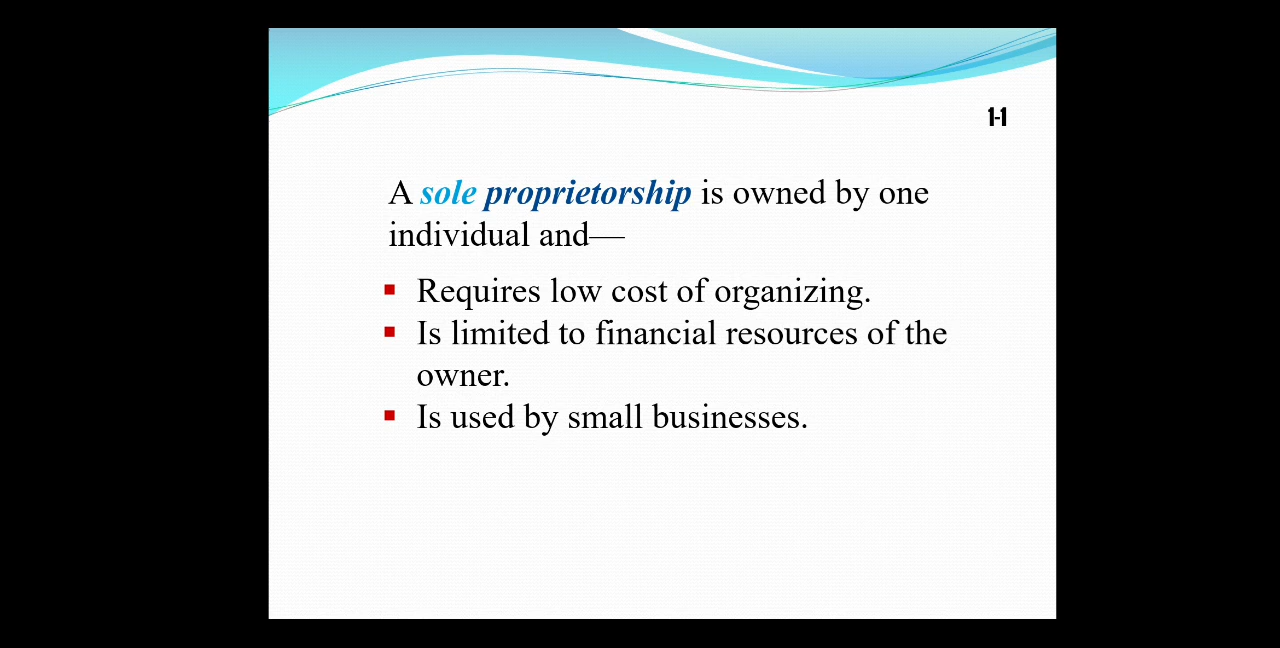 1-1
A sole proprietorship is owned by one
individual and—
▪ Requires low cost of organizing.
▪ Is limited to financial resources of the
owner.
▪ Is used by small businesses.